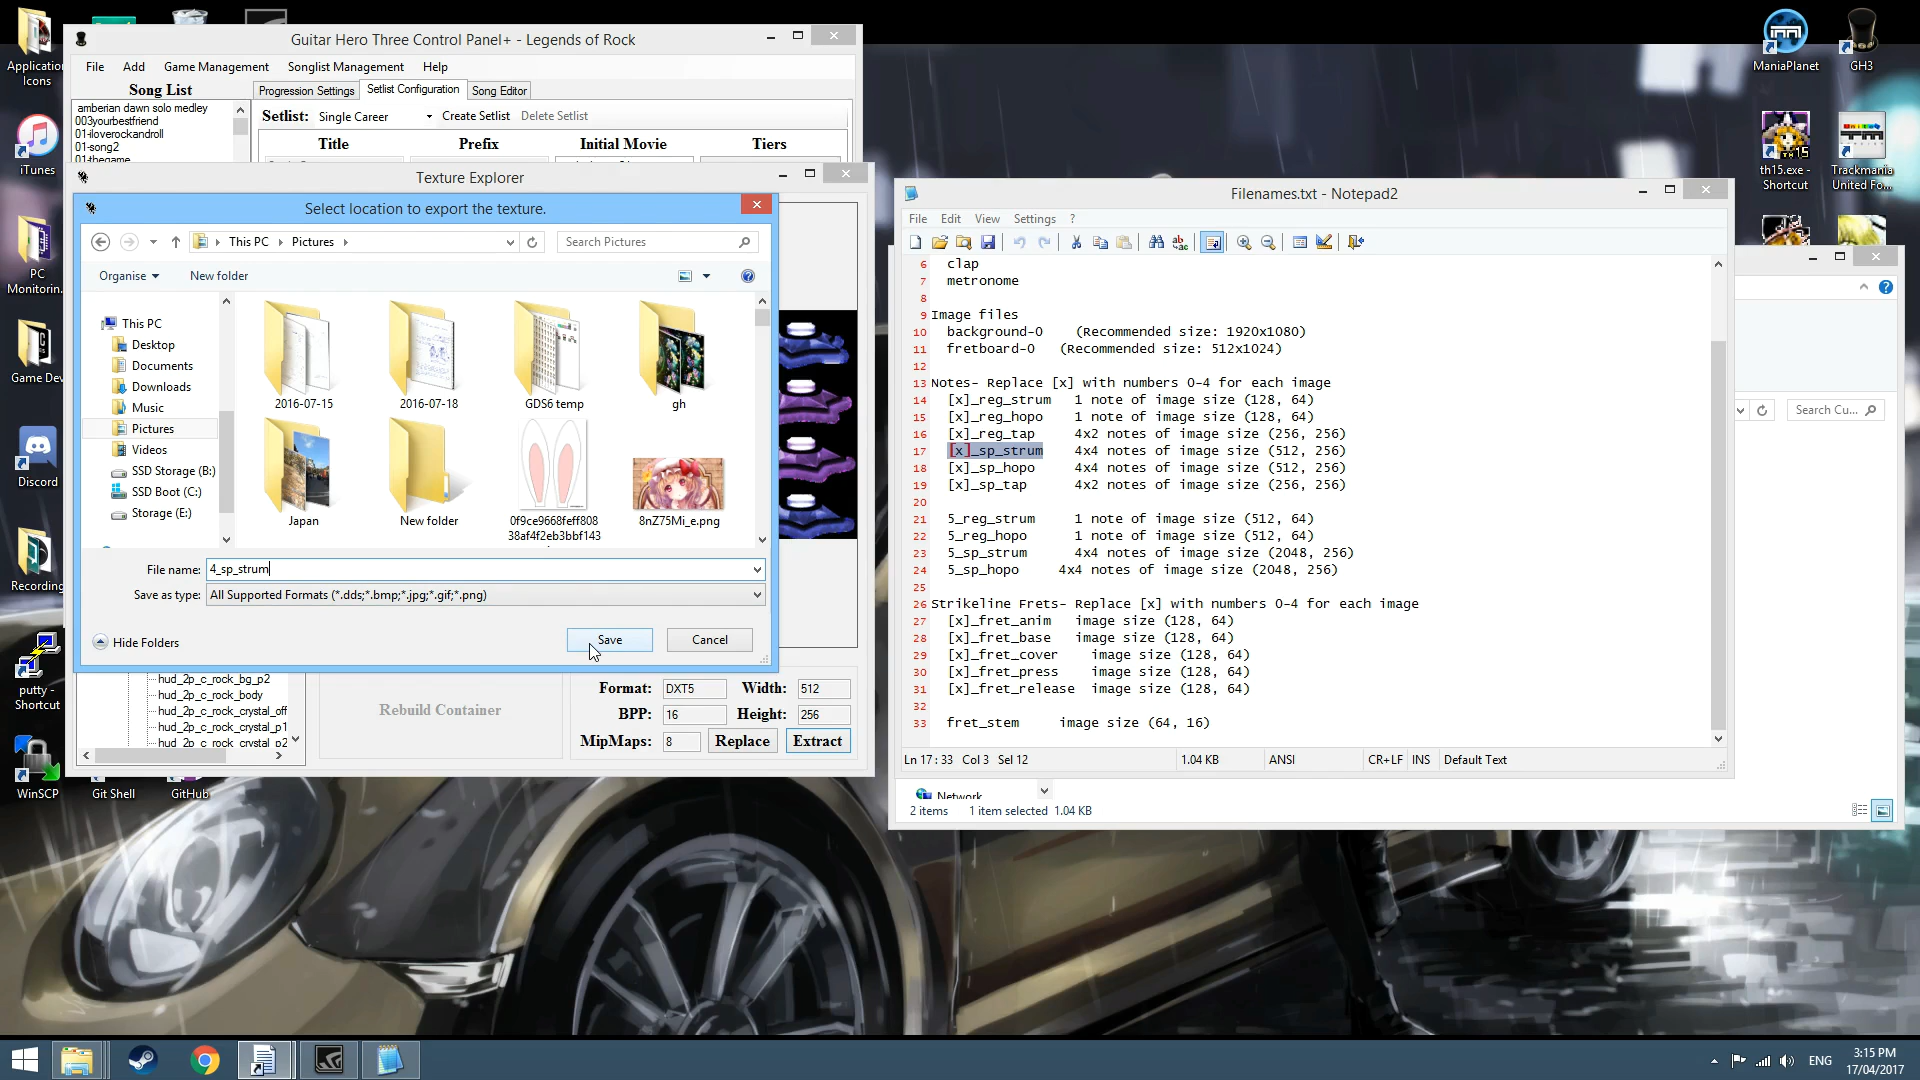 Application
Icons
iTunes
PC
Monitorin...
Game Dev
Discord
Recording
putty -
Shortcut
WinSCP
Git Shell
GitHub
Guitar Hero Three Control Panel+ - Legends of Rock
File Add Game Management Songlist Management Help
Song List
amberian dawn solo medley
003yourbestfriend
01-iloverockandroll
01-song2
01-thegame
Progression Settings Setlist Configuration Song Editor
Setlist: Single Career Create Setlist Delete Setlist
Title Prefix Initial Movie Tiers
Texture Explorer
Select location to export the texture.
This PC Pictures
Search Pictures
Organise New folder
This PC
Desktop
Documents
Downloads
Music
Pictures
Videos
SSD Storage (B:)
SSD Boot (C:)
Storage (E:)
2016-07-15
2016-07-18
GDS6 temp
gh
Japan
New folder
0f9ce9668feff808
38af4f2eb3bbf143
8nZ75Mi_e.png
File name: 4_sp_strum
Save as type: All Supported Formats (*.dds;*.bmp;*.jpg;*.gif;*.png)
Hide Folders
Save Cancel
hud_2p_c_rock_bg_p2
hud_2p_c_rock_body
hud_2p_c_rock_crystal_off
hud_2p_c_rock_crystal_p1
hud_2p_c_rock_crystal_p2
Rebuild Container
Format: DXT5 Width: 512
BPP: 16 Height: 256
MipMaps: 8 Replace Extract
Filenames.txt - Notepad2
File Edit View Settings ?
6 clap
7 metronome
8
9 Image files
10 background-0 (Recommended size: 1920x1080)
11 fretboard-0 (Recommended size: 512x1024)
12
13 Notes- Replace [x] with numbers 0-4 for each image
14 [x]_reg_strum 1 note of image size (128, 64)
15 [x]_reg_hopo 1 note of image size (128, 64)
16 [x]_reg_tap 4x2 notes of image size (256, 256)
17 [x]_sp_strum 4x4 notes of image size (512, 256)
18 [x]_sp_hopo 4x4 notes of image size (512, 256)
19 [x]_sp_tap 4x2 notes of image size (256, 256)
20
21 5_reg_strum 1 note of image size (512, 64)
22 5_reg_hopo 1 note of image size (512, 64)
23 5_sp_strum 4x4 notes of image size (2048, 256)
24 5_sp_hopo 4x4 notes of image size (2048, 256)
25
26 Strikeline Frets- Replace [x] with numbers 0-4 for each image
27 [x]_fret_anim image size (128, 64)
28 [x]_fret_base image size (128, 64)
29 [x]_fret_cover image size (128, 64)
30 [x]_fret_press image size (128, 64)
31 [x]_fret_release image size (128, 64)
32
33 fret_stem image size (64, 16)
Ln 17 : 33 Col 3 Sel 12 1.04 KB ANSI CR+LF INS Default Text
Network
2 items 1 item selected 1.04 KB
Search Cu...
ManiaPlanet
GH3
th15.exe -
Shortcut
TH15
Trackmania
United Fo...
ENG
3:15 PM
17/04/2017